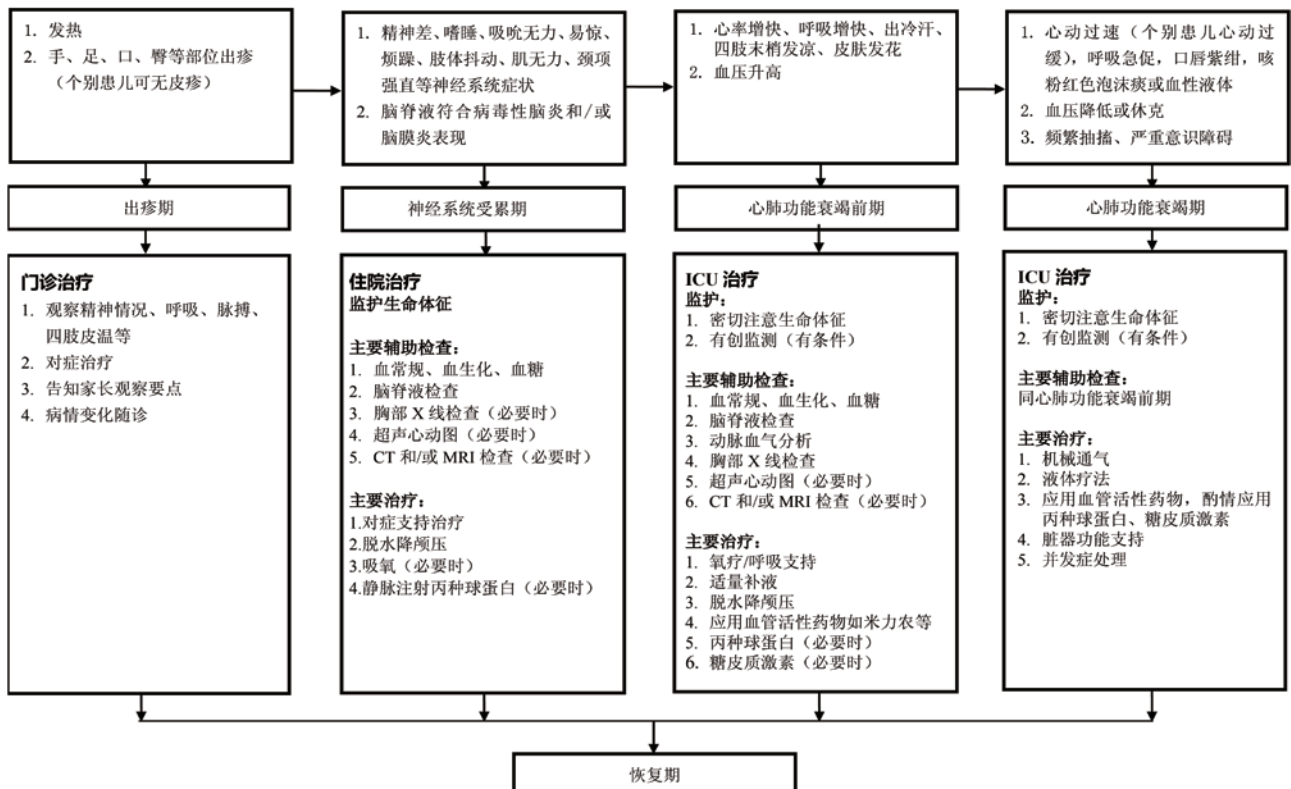 1. 发热
2. 手、足、口、臀等部位出疹
（个别患儿可无皮疹）
1. 精神差、嗜睡、吸吮无力、易惊、
烦躁、肢体抖动、肌无力、颈项
强直等神经系统症状
2. 脑脊液符合病毒性脑炎和/或
脑膜炎表现
1. 心率增快、呼吸增快、出冷汗、
四肢末梢发凉、皮肤发花
2. 血压升高
1. 心动过速（个别患儿心动过
缓），呼吸急促，口唇紫绀，咳
粉红色泡沫痰或血性液体
2. 血压降低或休克
3. 频繁抽搐、严重意识障碍
出疹期
神经系统受累期
心肺功能衰竭前期
心肺功能衰竭期
门诊治疗
1. 观察精神情况、呼吸、脉搏、
四肢皮温等
2. 对症治疗
3. 告知家长观察要点
4. 病情变化随诊
住院治疗
监护生命体征
主要辅助检查：
1. 血常规、血生化、血糖
2. 脑脊液检查
3. 胸部 X 线检查（必要时）
4. 超声心动图（必要时）
5. CT 和/或 MRI 检查（必要时）
主要治疗：
1.对症支持治疗
2.脱水降颅压
3.吸氧（必要时）
4.静脉注射丙种球蛋白（必要时）
ICU 治疗
监护：
1. 密切注意生命体征
2. 有创监测（有条件）
主要辅助检查：
1. 血常规、血生化、血糖
2. 脑脊液检查
3. 动脉血气分析
4. 胸部 X 线检查
5. 超声心动图（必要时）
6. CT 和/或 MRI 检查（必要时）
主要治疗：
1. 氧疗/呼吸支持
2. 适量补液
3. 脱水降颅压
4. 应用血管活性药物如米力农等
5. 丙种球蛋白（必要时）
6. 糖皮质激素（必要时）
ICU 治疗
监护：
1. 密切注意生命体征
2. 有创监测（有条件）
主要辅助检查：
同心肺功能衰竭前期
主要治疗：
1. 机械通气
2. 液体疗法
3. 应用血管活性药物，酌情应用
丙种球蛋白、糖皮质激素
4. 脏器功能支持
5. 并发症处理
恢复期